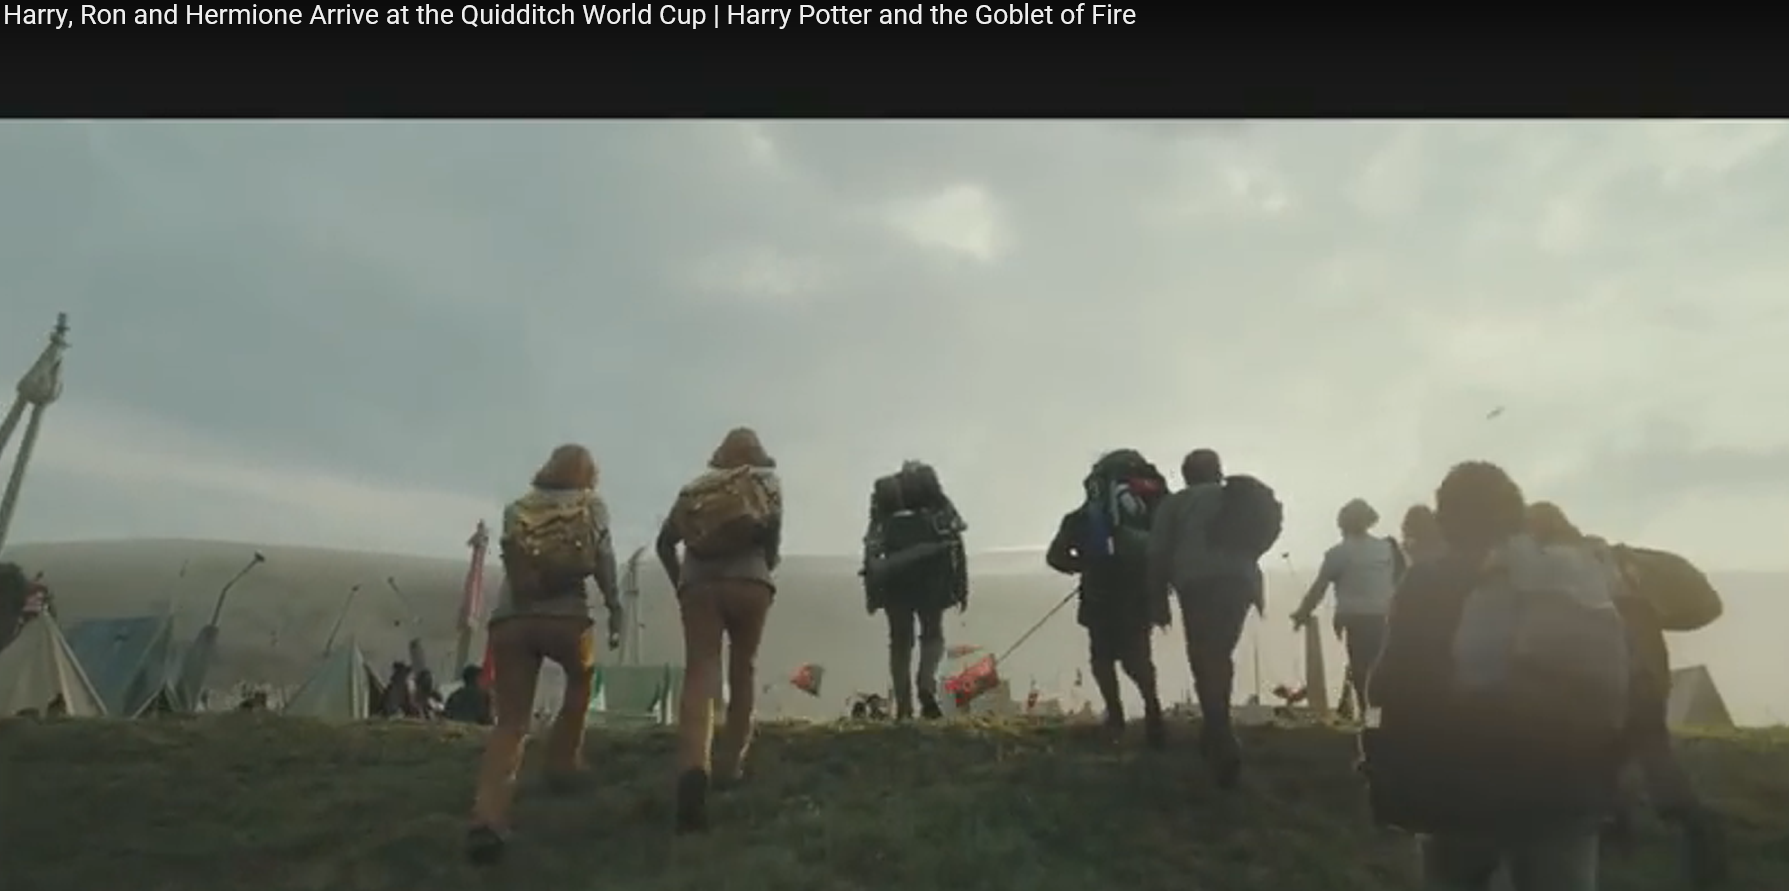 Harry, Ron and Hermione Arrive at the Quidditch World Cup | Harry Potter and the Goblet of Fire